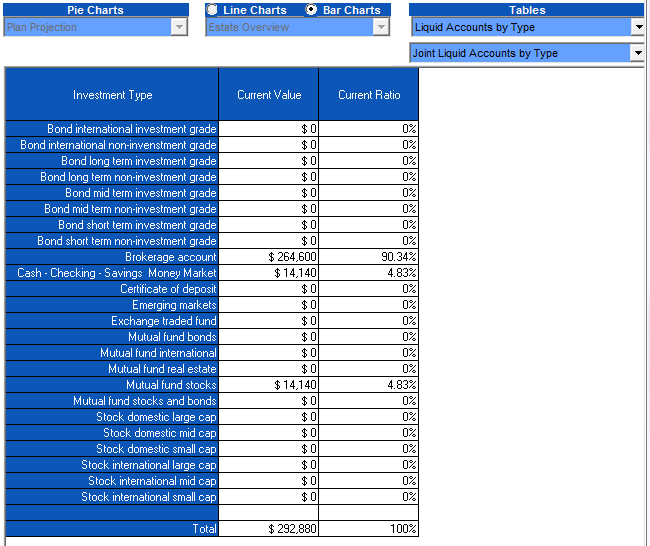 Pie Charts Line Charts Bar Charts Tables
Plan Projection Estate Overview Liquid Accounts by Type
Joint Liquid Accounts by Type
Investment Type Current Value Current Ratio
Bond international investment grade $ 0 0%
Bond international non-invenstment grade $ 0 0%
Bond long term investment grade $ 0 0%
Bond long term non-investment grade $ 0 0%
Bond mid term investment grade $ 0 0%
Bond mid term non-investment grade $ 0 0%
Bond short term investment grade $ 0 0%
Bond short term non-investment grade $ 0 0%
Brokerage account $ 264,600 90.34%
Cash - Checking - Savings Money Market $ 14,140 4.83%
Certificate of deposit $ 0 0%
Emerging markets $ 0 0%
Exchange traded fund $ 0 0%
Mutual fund bonds $ 0 0%
Mutual fund international $ 0 0%
Mutual fund real estate $ 0 0%
Mutual fund stocks $ 14,140 4.83%
Mutual fund stocks and bonds $ 0 0%
Stock domestic large cap $ 0 0%
Stock domestic mid cap $ 0 0%
Stock domestic small cap $ 0 0%
Stock international large cap $ 0 0%
Stock international mid cap $ 0 0%
Stock international small cap $ 0 0%
Total $ 292,880 100%